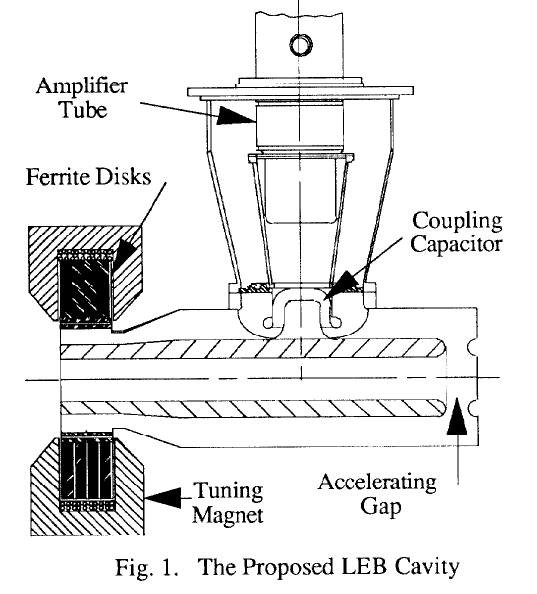 Amplifier
Tube
Ferrite Disks
Coupling
Capacitor
Tuning
Magnet
Accelerating
Gap
Fig. 1. The Proposed LEB Cavity